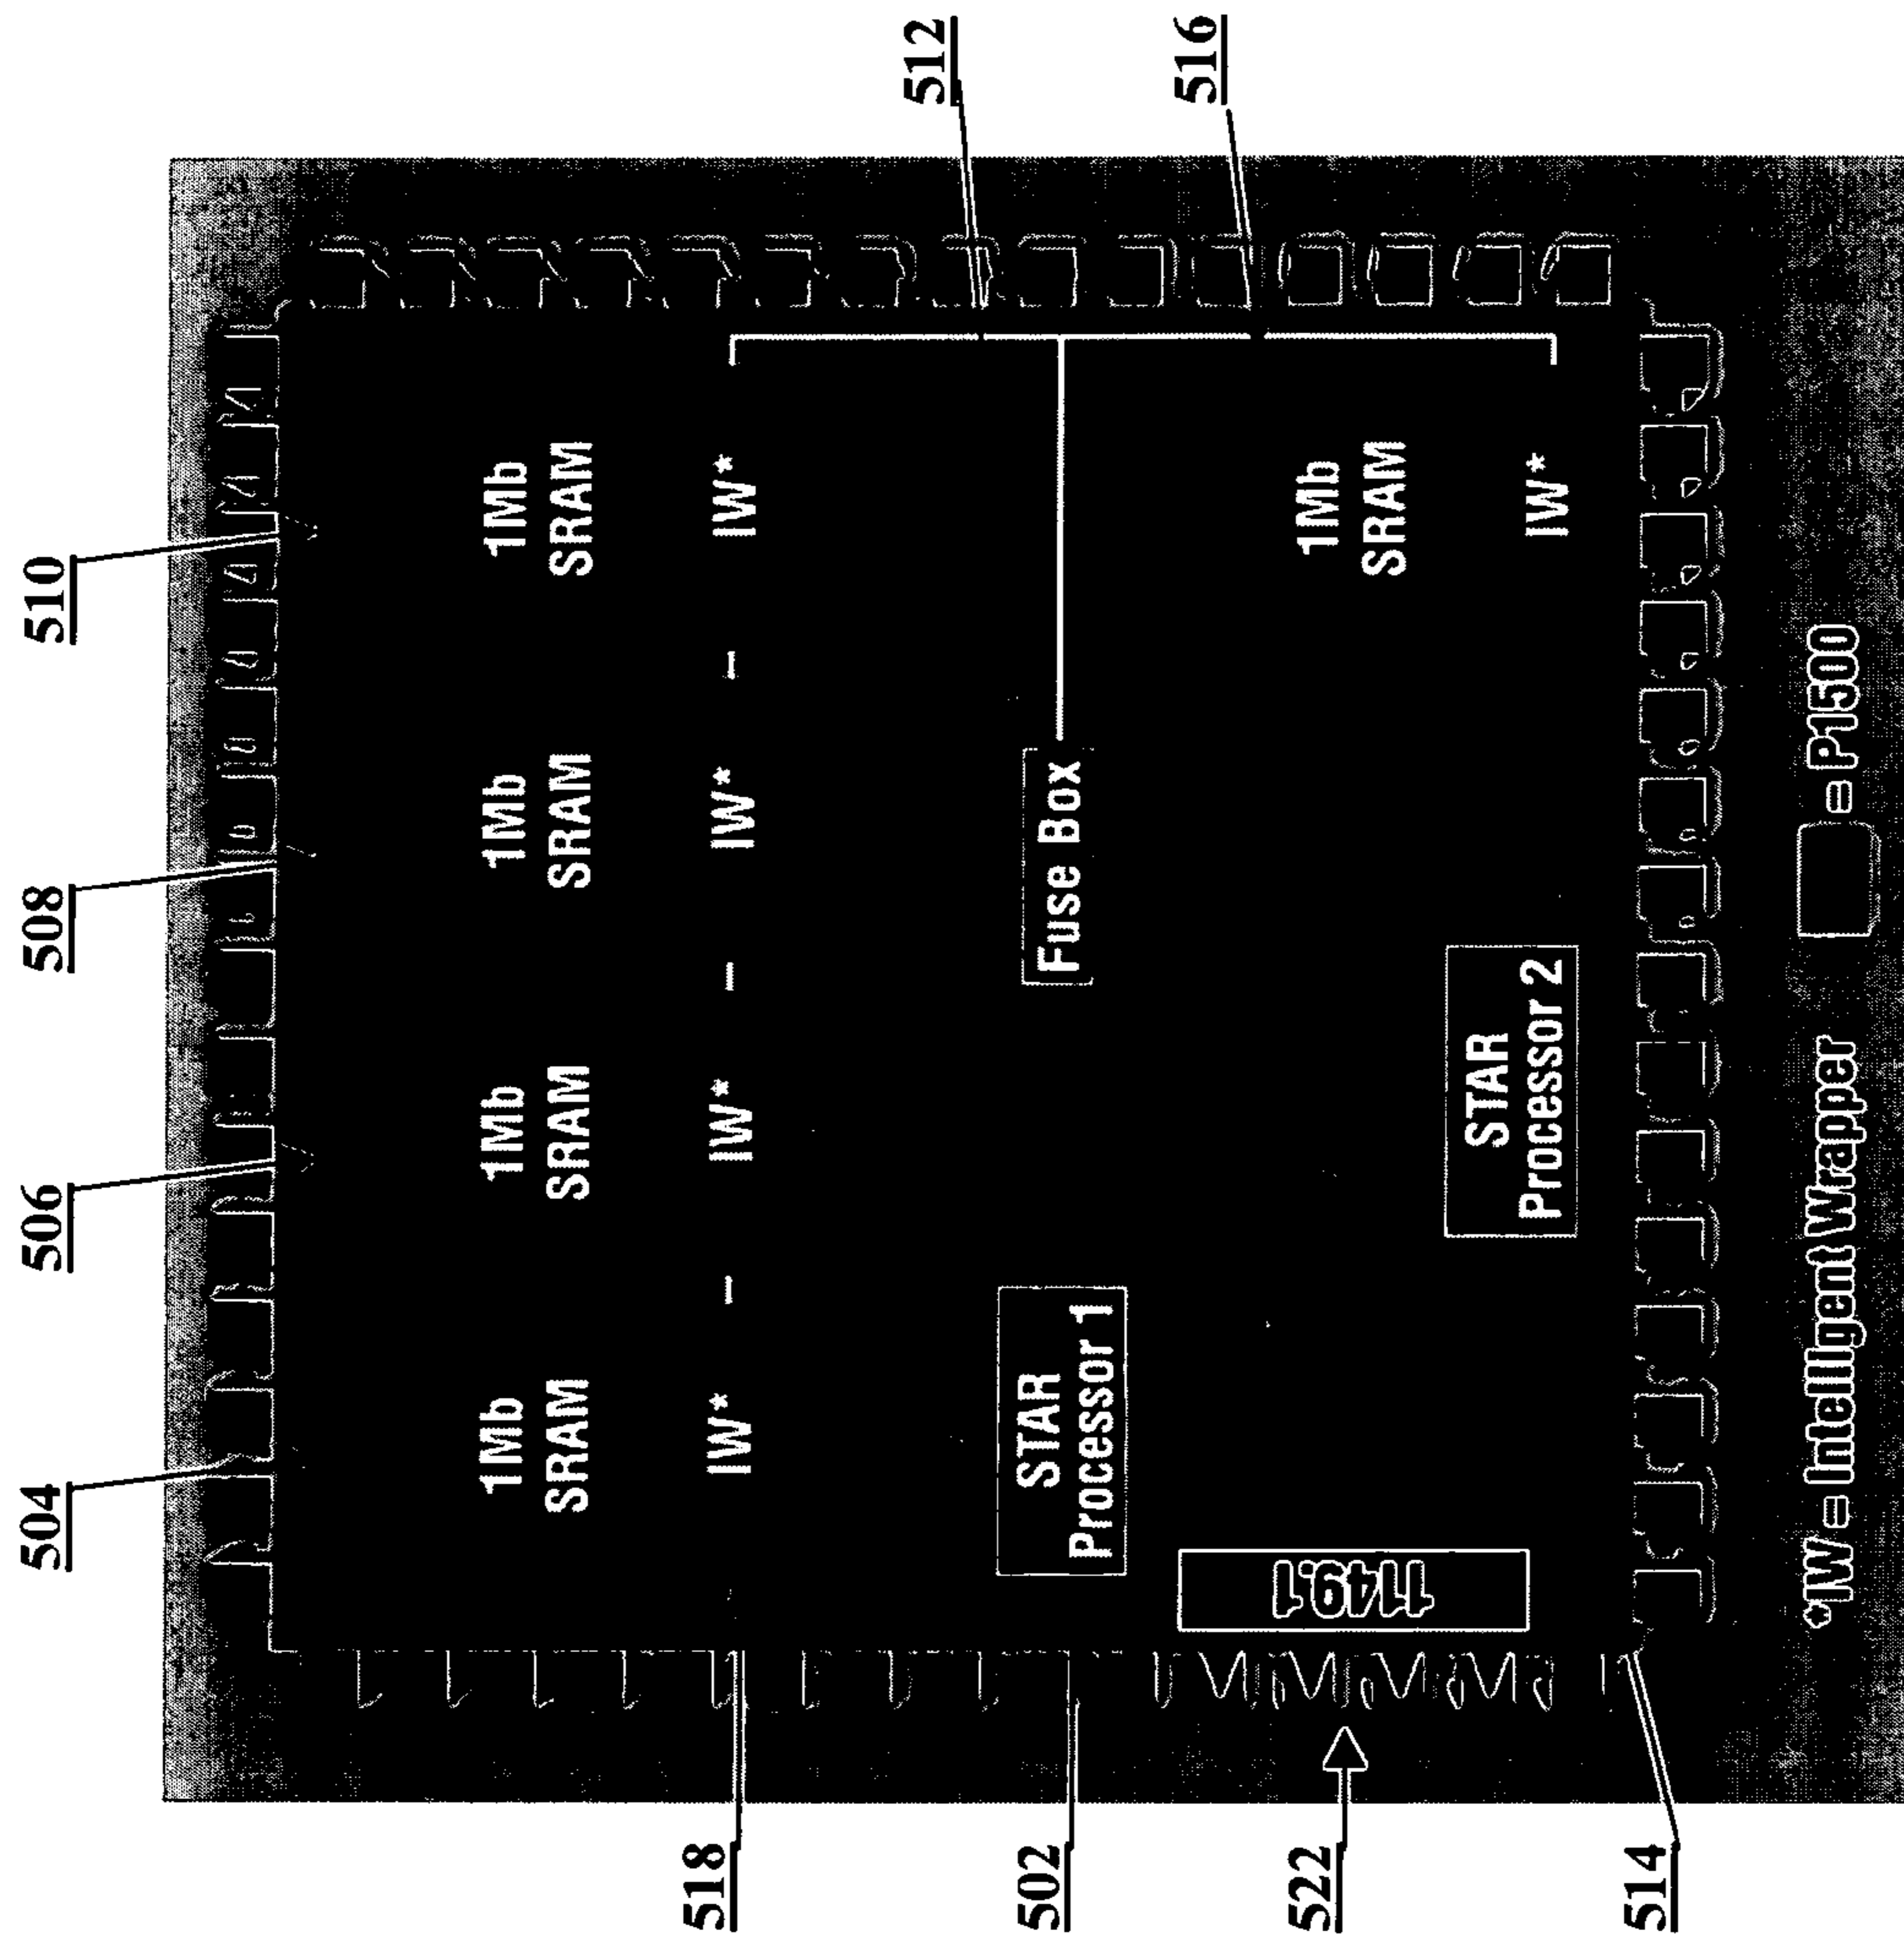 504 506 508 510
1Mb SRAM
IW*
1Mb SRAM
IW*
1Mb SRAM
IW*
1Mb SRAM
IW*
518
512
502
STAR
Processor 1
Fuse Box
516
1149.1
522
1Mb
SRAM
IW*
STAR
Processor 2
514
*IW = Intelligent Wrapper = P1500